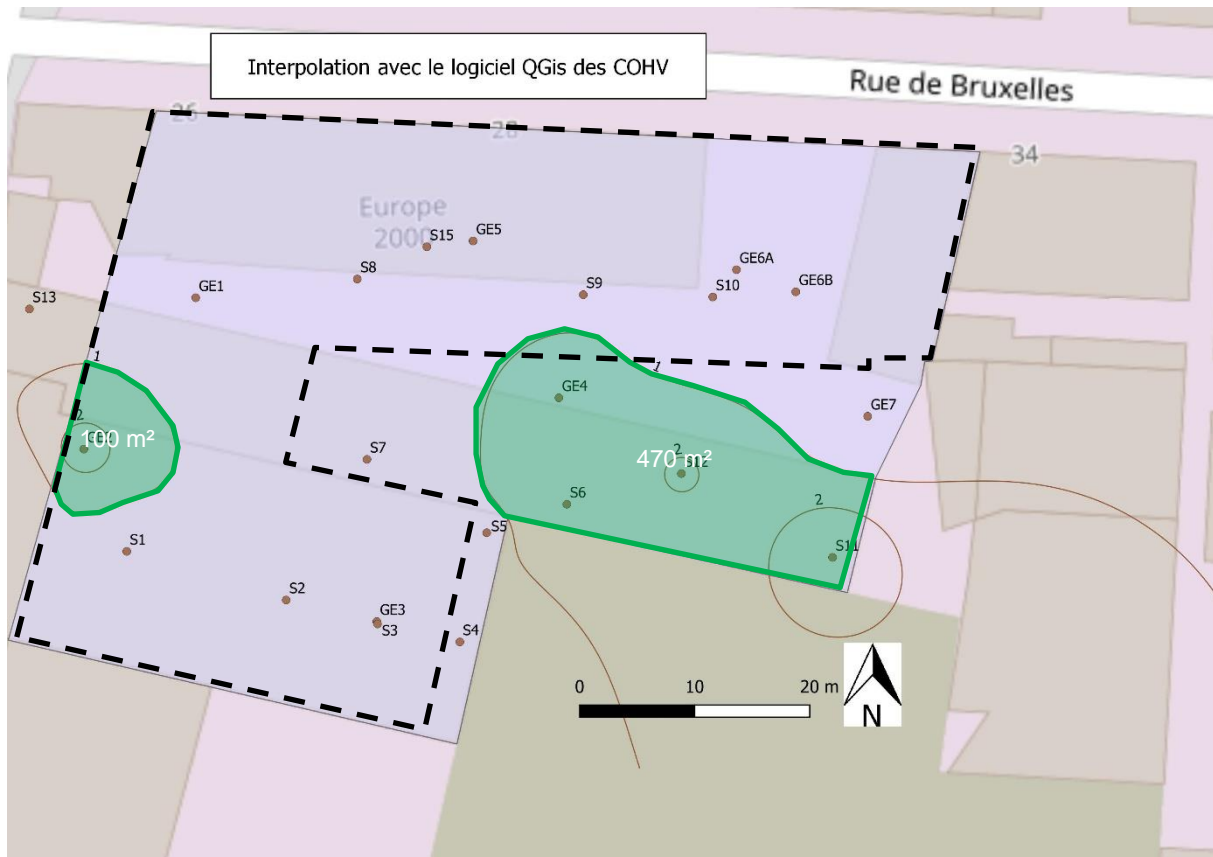 Interpolation avec le logiciel QGis des COHV
Rue de Bruxelles
26
28
34
Europe
2000
S15
GE5
S8
GE6A
GE1
S9
S10
GE6B
S13
1
1
GE4
GE7
2
100 m²
S7
2
S12
470 m²
S6
2
S5
S11
S1
S2
GE3
S3
S4
0
10
20 m
N